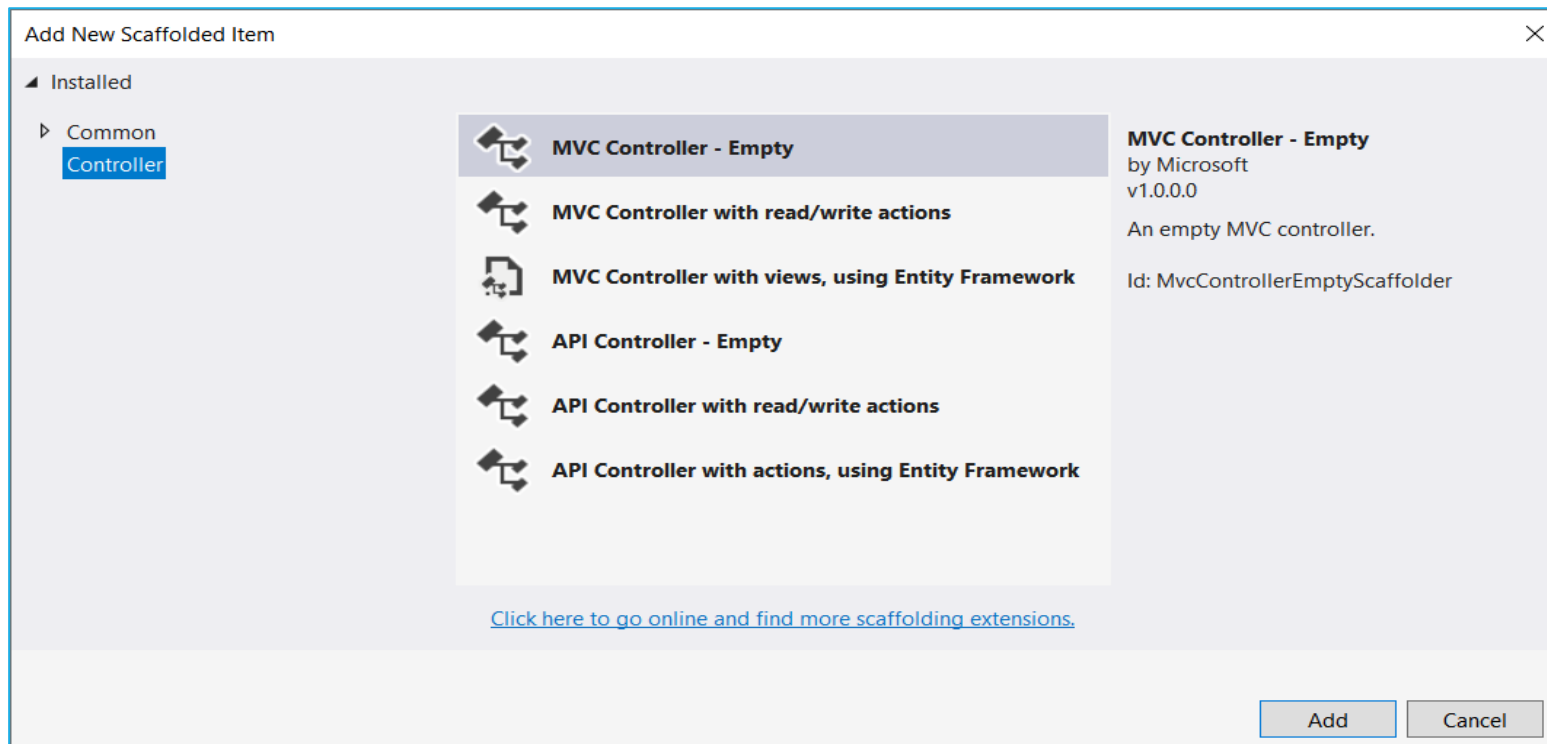 Add New Scaffolded Item
Installed
Common
Controller
MVC Controller - Empty
MVC Controller with read/write actions
MVC Controller with views, using Entity Framework
API Controller - Empty
API Controller with read/write actions
API Controller with actions, using Entity Framework
Click here to go online and find more scaffolding extensions.
MVC Controller - Empty
by Microsoft
v1.0.0.0
An empty MVC controller.
Id: MvcControllerEmptyScaffolder
Add
Cancel